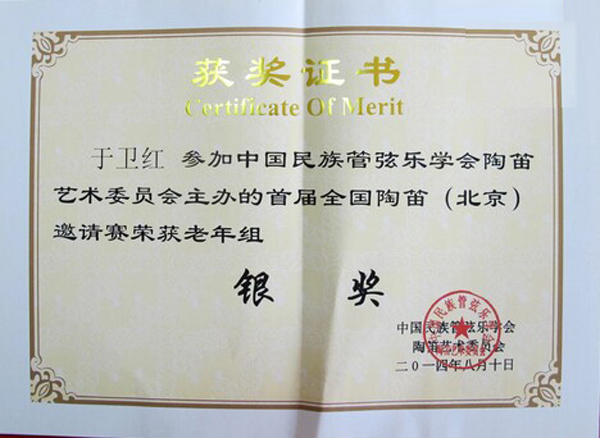 获奖证书
Certificate Of Merit
于卫红 参加中国民族管弦乐学会陶笛
艺术委员会主办的首届全国陶笛（北京）
邀请赛荣获老年组
银 奖
中国民族管弦乐学会
陶笛艺术委员会
二〇一四年八月十日